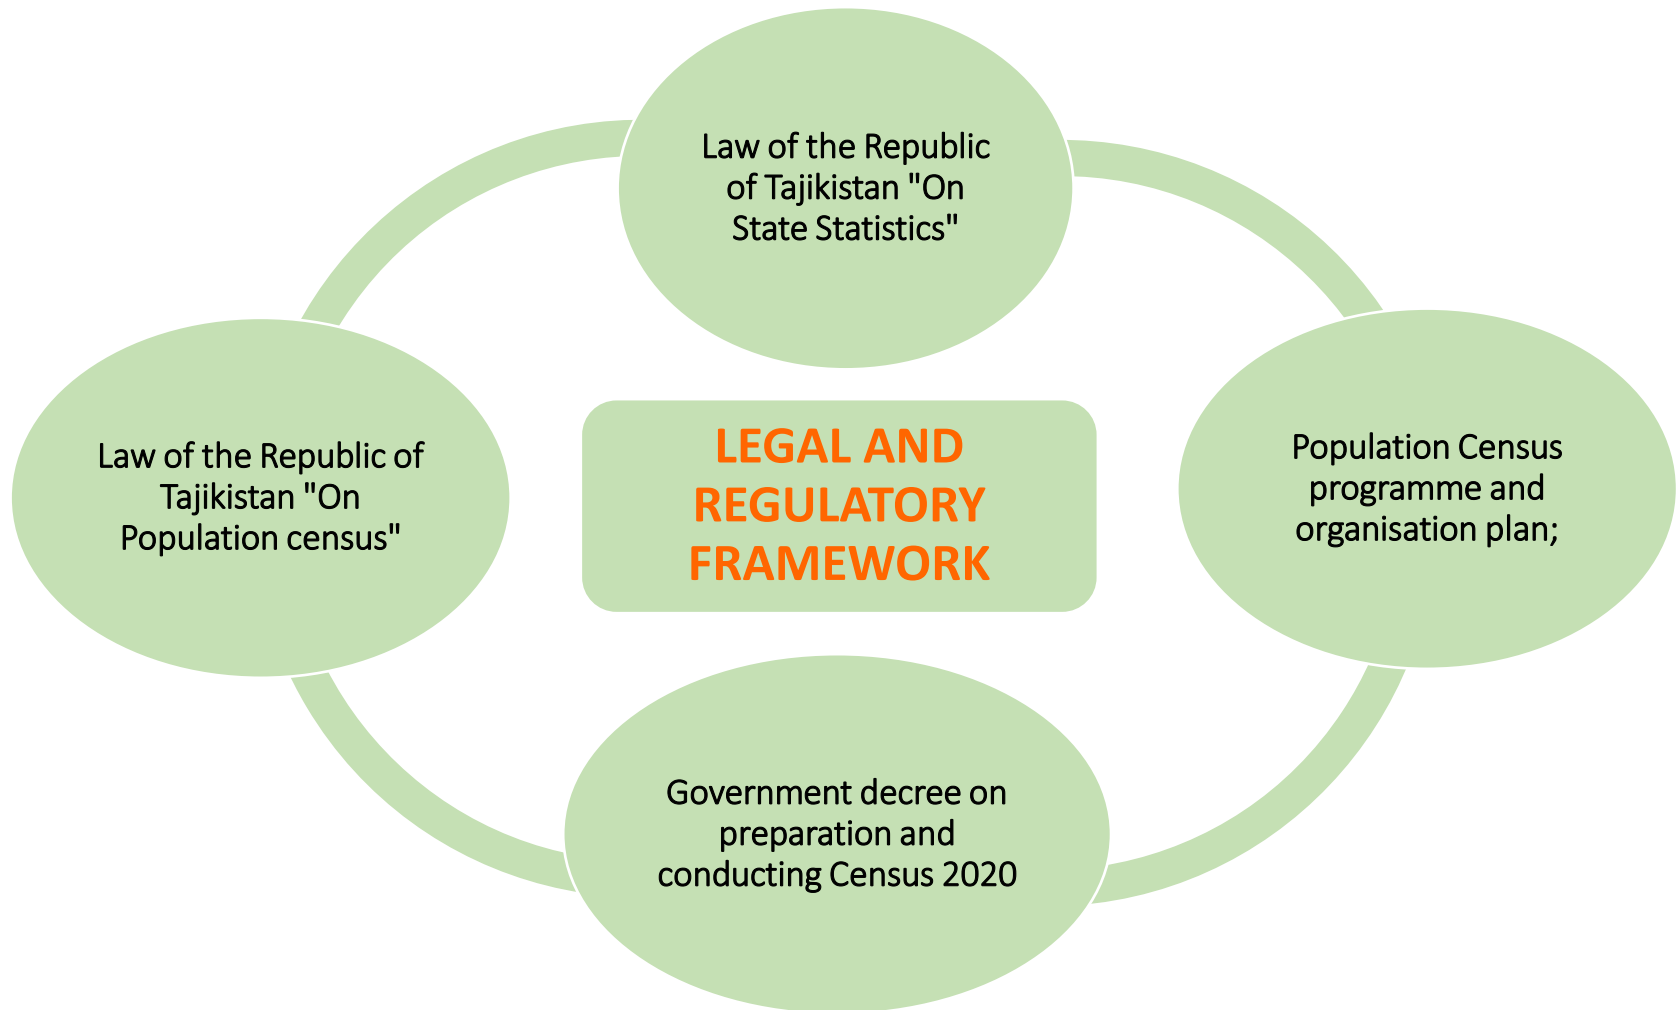 Law of the Republic
of Tajikistan "On
State Statistics"
Law of the Republic of
Tajikistan "On
Population census"
LEGAL AND
REGULATORY
FRAMEWORK
Population Census
programme and
organisation plan;
Government decree on
preparation and
conducting Census 2020